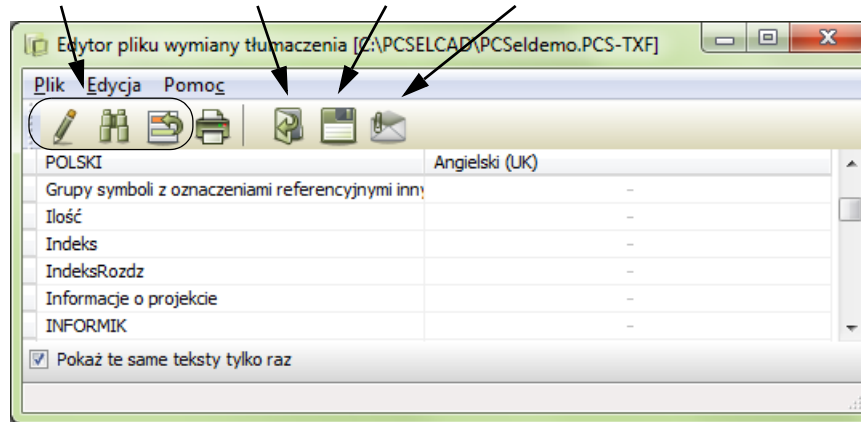 Edytor pliku wymiany tłumaczenia [C:\PCSELCAD\PCSeldemo.PCS-TXF]
Plik Edycja Pomoc
POLSKI Angielski (UK)
Grupy symboli z oznaczeniami referencyjnymi inny -
Ilość -
Indeks -
IndeksRozdz -
Informacje o projekcie -
INFORMIK -
Pokaż te same teksty tylko raz